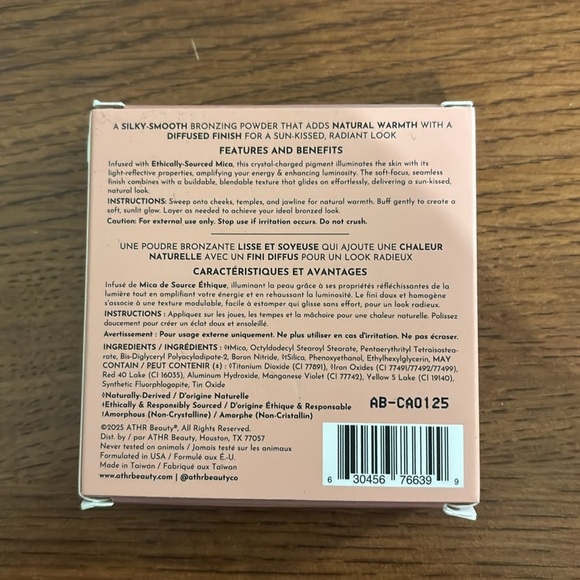 A SILKY-SMOOTH BRONZING POWDER THAT ADDS NATURAL WARMTH WITH A
DIFFUSED FINISH FOR A SUN-KISSED, RADIANT LOOK
FEATURES AND BENEFITS
Infused with Ethically-Sourced Mica, this crystal-charged pigment illuminates the skin with its
light-reflective properties, amplifying your energy & enhancing luminosity. The soft-focus, seamless
finish combines with a buildable, blendable texture that glides on effortlessly, delivering a sun-kissed,
natural look.
INSTRUCTIONS: Sweep onto cheeks, temples, and jawline for natural warmth. Buff gently to create a
soft, sunlit glow. Layer as needed to achieve your ideal bronzed look.
Caution: For external use only. Stop use if irritation occurs. Do not crush.
UNE POUDRE BRONZANTE LISSE ET SOYEUSE QUI AJOUTE UNE CHALEUR
NATURELLE AVEC UN FINI DIFFUS POUR UN LOOK RADIEUX
CARACTÉRISTIQUES ET AVANTAGES
Infusé de Mica de Source Éthique, illuminant la peau grâce à ses propriétés réfléchissantes de la
lumière tout en amplifiant votre énergie et en rehaussant la luminosité. Le fini doux et homogène
s'associe à une texture modulable, facile à estomper qui glisse sans effort, pour un look radieux.
INSTRUCTIONS : Appliquez sur les joues, les tempes et la mâchoire pour une chaleur naturelle. Polissez
doucement pour créer un éclat doux et ensoleillé.
Avertissement : Pour usage externe uniquement. Ne plus utiliser en cas d'irritation. Ne pas écraser.
INGREDIENTS / INGRÉDIENTS : ◊‡Mica, Octyldodecyl Stearoyl Stearate, Pentaerythrityl Tetraisostea-
rate, Bis-Diglyceryl Polyacyladipate-2, Boron Nitride, ◊‡Silica, Phenoxyethanol, Ethylhexylglycerin, MAY
CONTAIN / PEUT CONTENIR (±) : ◊‡Titanium Dioxide (CI 77891), ◊‡Iron Oxides (CI 77491/77492/77499),
Red 40 Lake (CI 16035), Aluminum Hydroxide, Manganese Violet (CI 77742), Yellow 5 Lake (CI 19140),
Synthetic Fluorphlogopite, Tin Oxide
◊Naturally-Derived / D'origine Naturelle
‡Ethically & Responsibly Sourced / D'origine Éthique & Responsable
Amorphous (Non-Crystalline) / Amorphe (Non-Cristalline)
AB-CA0125
©2025 ATHR Beauty®, All Rights Reserved.
Dist. by / par ATHR Beauty, Houston, TX 77057
Never tested on animals / Jamais testé sur les animaux
Formulated in USA / Formulé aux É.-U.
Made in Taiwan / Fabriqué aux Taïwan
www.athrbeauty.com | @athrbeautyco
6 30456 76639 9